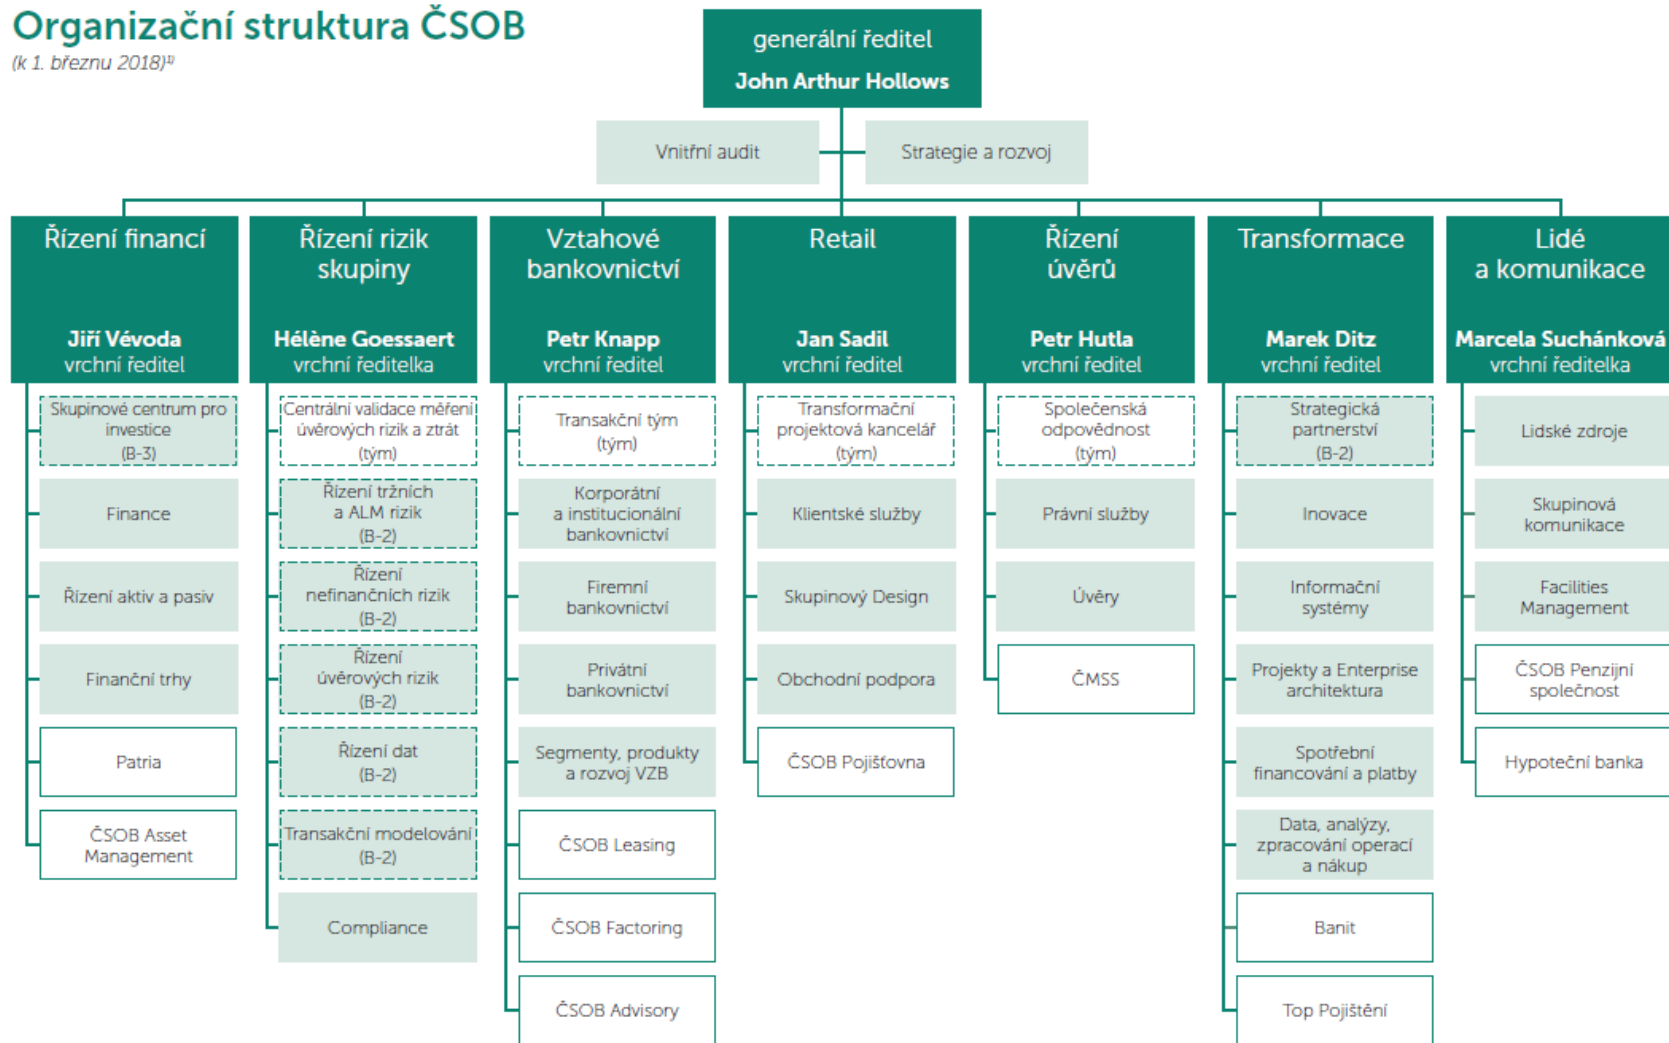 Organizační struktura ČSOB
(k 1. březnu 2018)¹⁾
generální ředitel
John Arthur Hollows
Vnitřní audit
Strategie a rozvoj
Řízení financí
Jiří Vévoda
vrchní ředitel
Skupinové centrum pro
investice
(B-3)
Finance
Řízení aktiv a pasiv
Finanční trhy
Patria
ČSOB Asset
Management
Řízení rizik
skupiny
Hélène Goessaert
vrchní ředitelka
Centrální validace měření
úvěrových rizik a ztrát
(tým)
Řízení tržních
a ALM rizik
(B-2)
Řízení
nefinančních rizik
(B-2)
Řízení
úvěrových rizik
(B-2)
Řízení dat
(B-2)
Transakční modelování
(B-2)
Compliance
Vztahové
bankovnictví
Petr Knapp
vrchní ředitel
Transakční tým
(tým)
Korporátní
a institucionální
bankovnictví
Firemní
bankovnictví
Privátní
bankovnictví
Segmenty, produkty
a rozvoj VZB
ČSOB Leasing
ČSOB Factoring
ČSOB Advisory
Retail
Jan Sadil
vrchní ředitel
Transformační
projektová kancelář
(tým)
Klientské služby
Skupinový Design
Obchodní podpora
ČSOB Pojišťovna
Řízení
úvěrů
Petr Hutla
vrchní ředitel
Společenská
odpovědnost
(tým)
Právní služby
Úvěry
ČMSS
Transformace
Marek Ditz
vrchní ředitel
Strategická
partnerství
(B-2)
Inovace
Informační
systémy
Projekty a Enterprise
architektura
Spotřební
financování a platby
Data, analýzy,
zpracování operací
a nákup
Banit
Top Pojištění
Lidé
a komunikace
Marcela Suchánková
vrchní ředitelka
Lidské zdroje
Skupinová
komunikace
Facilities
Management
ČSOB Penzijní
společnost
Hypoteční banka